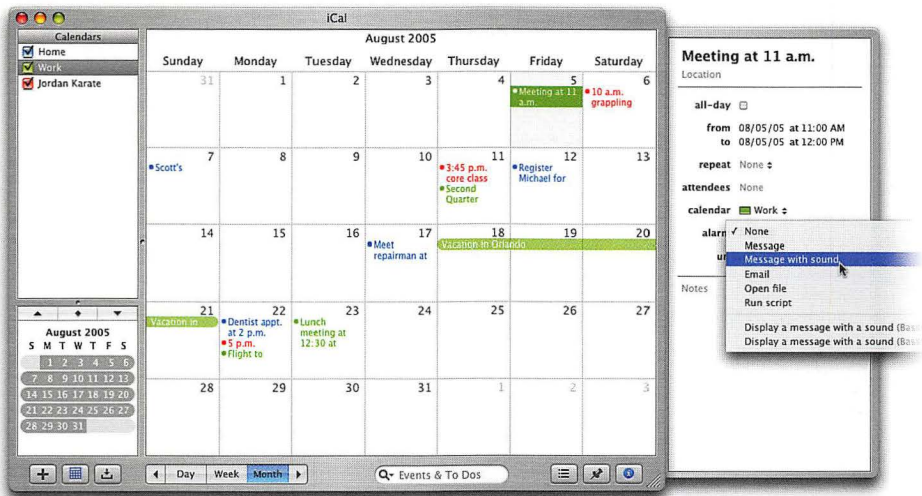 iCal
Calendars
Home
Work
Jordan Karate
August 2005
Sunday Monday Tuesday Wednesday Thursday Friday Saturday
31 1 2 3 4 5 6
Meeting at 11 a.m.
10 a.m. grappling
7 8 9 10 11 12 13
Scott's
3:45 p.m. core class
Second Quarter
Register Michael for
14 15 16 17 18 19 20
Meet repairman at
Vacation in Orlando
21 22 23 24 25 26 27
Vacation in
Dentist appt. at 2 p.m.
5 p.m.
Flight to
Lunch meeting at 12:30 at
28 29 30 31 1 2 3
August 2005
S M T W T F S
1 2 3 4 5 6
7 8 9 10 11 12 13
14 15 16 17 18 19 20
21 22 23 24 25 26 27
28 29 30 31
Day Week Month
Events & To Dos
Meeting at 11 a.m.
Location
all-day
from 08/05/05 at 11:00 AM
to 08/05/05 at 12:00 PM
repeat None
attendees None
calendar Work
alarm
None
Message
Message with sound
Email
Open file
Run script
Display a message with a sound (Bas
Display a message with a sound (Bas
Notes